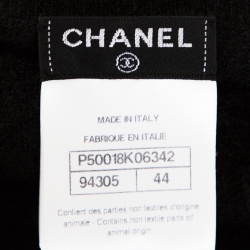 CHANEL
MADE IN ITALY
FABRIQUE EN ITALIE
P50018K06342
94305 44
Contient des parties non textiles d'origine
animale - Contains non textile parts of
animal origin